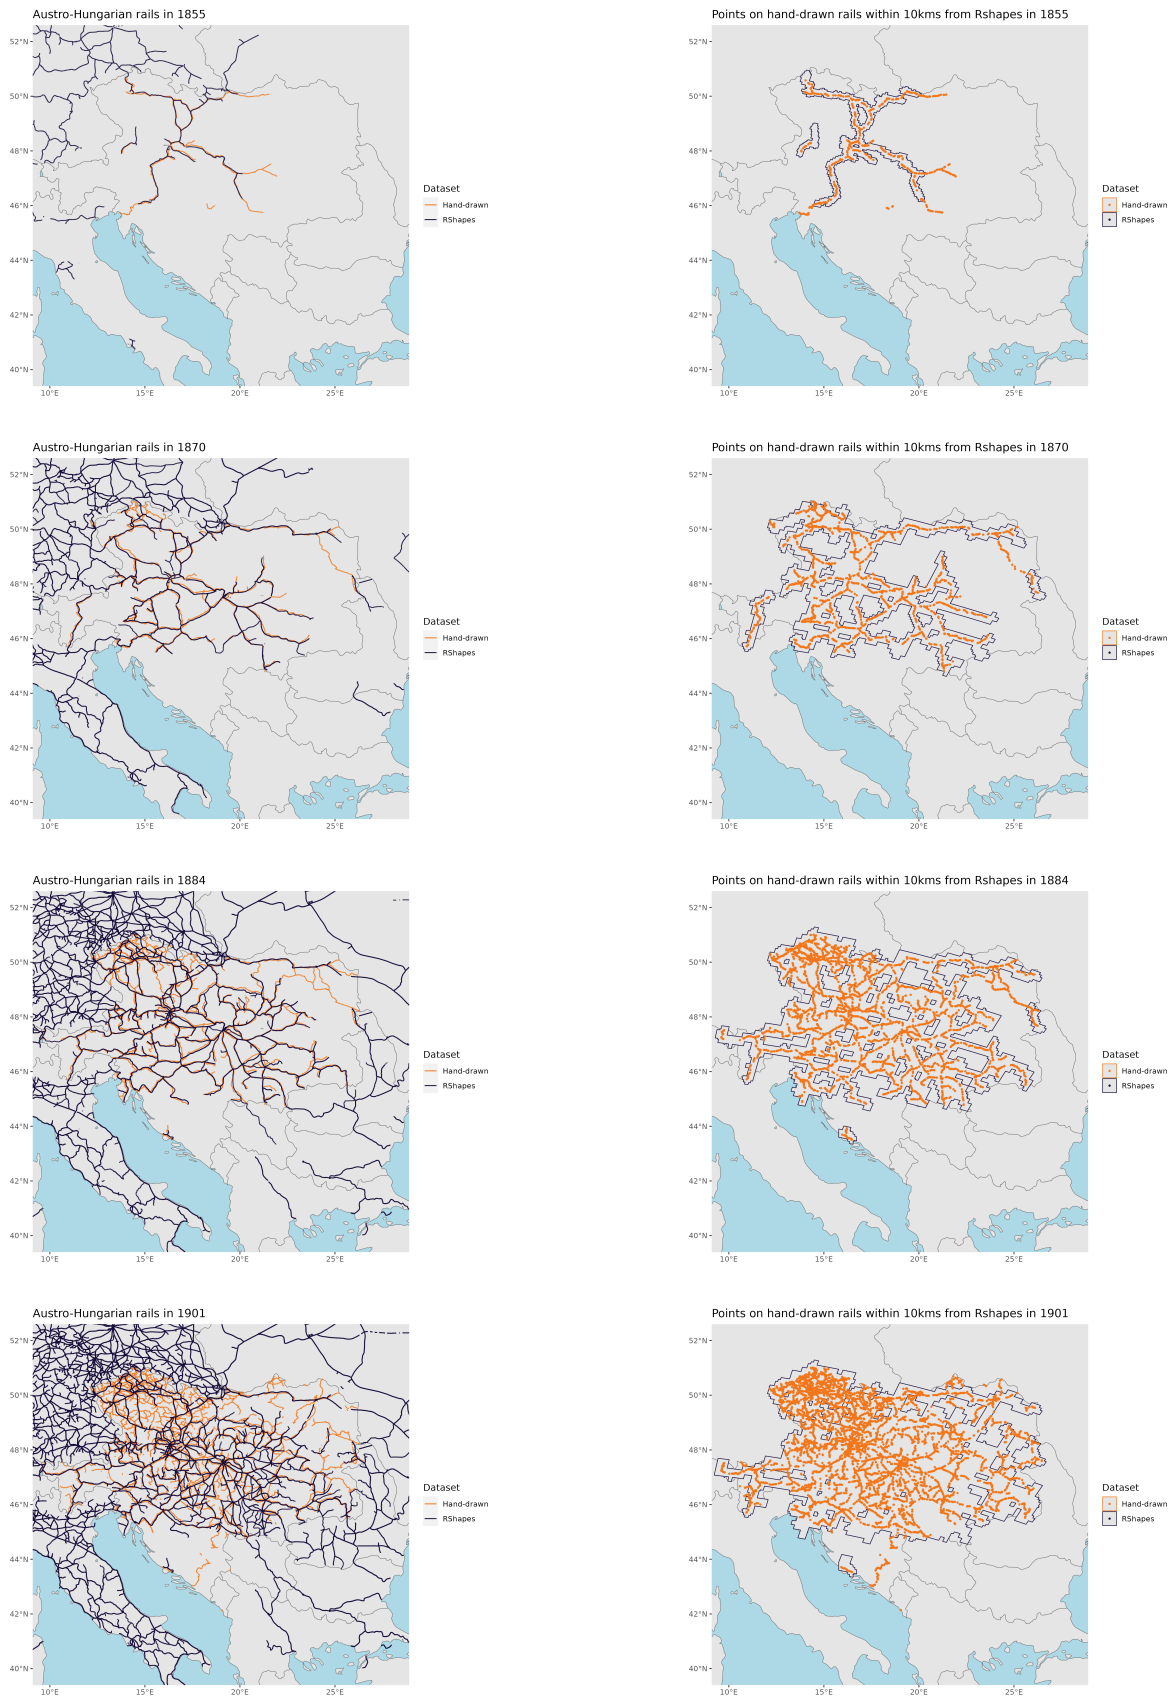 Austro-Hungarian rails in 1855
Points on hand-drawn rails within 10kms from Rshapes in 1855
52°N
50°N
48°N
46°N
44°N
42°N
40°N
10°E 15°E 20°E 25°E
Dataset
Hand-drawn
RShapes
52°N
50°N
48°N
46°N
44°N
42°N
40°N
10°E 15°E 20°E 25°E
Dataset
Hand-drawn
RShapes
Austro-Hungarian rails in 1870
Points on hand-drawn rails within 10kms from Rshapes in 1870
52°N
50°N
48°N
46°N
44°N
42°N
40°N
10°E 15°E 20°E 25°E
Dataset
Hand-drawn
RShapes
52°N
50°N
48°N
46°N
44°N
42°N
40°N
10°E 15°E 20°E 25°E
Dataset
Hand-drawn
RShapes
Austro-Hungarian rails in 1884
Points on hand-drawn rails within 10kms from Rshapes in 1884
52°N
50°N
48°N
46°N
44°N
42°N
40°N
10°E 15°E 20°E 25°E
Dataset
Hand-drawn
RShapes
52°N
50°N
48°N
46°N
44°N
42°N
40°N
10°E 15°E 20°E 25°E
Dataset
Hand-drawn
RShapes
Austro-Hungarian rails in 1901
Points on hand-drawn rails within 10kms from Rshapes in 1901
52°N
50°N
48°N
46°N
44°N
42°N
40°N
10°E 15°E 20°E 25°E
Dataset
Hand-drawn
RShapes
52°N
50°N
48°N
46°N
44°N
42°N
40°N
10°E 15°E 20°E 25°E
Dataset
Hand-drawn
RShapes